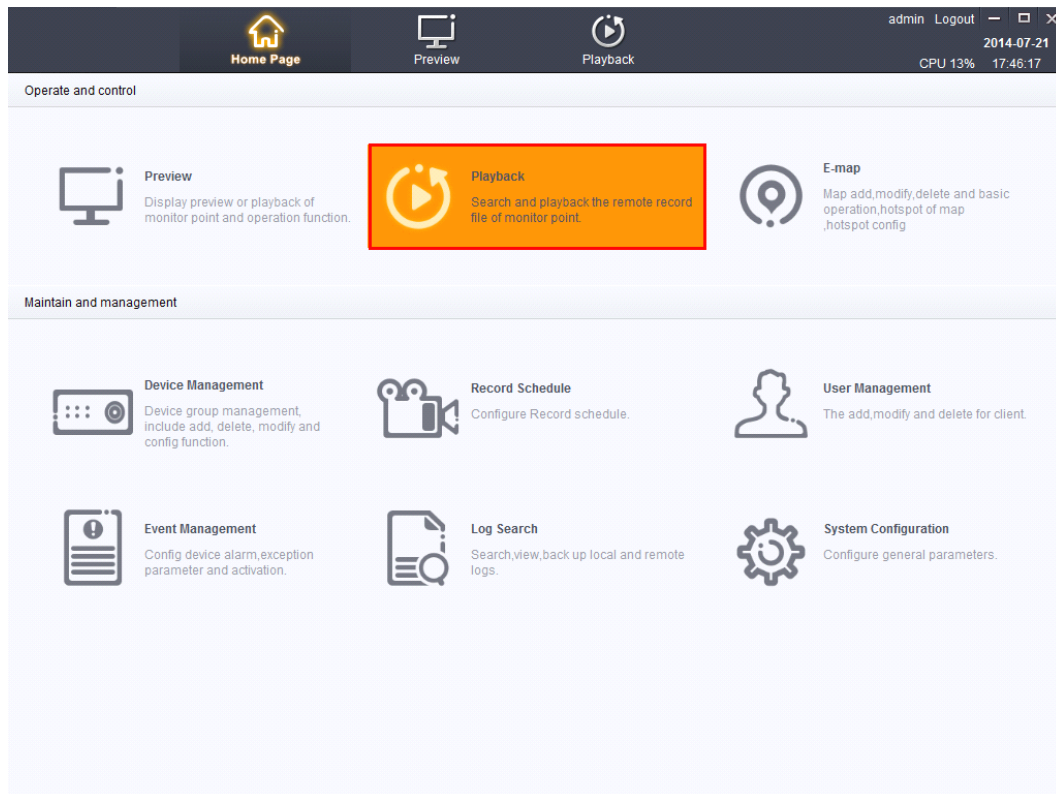 admin Logout
2014-07-21
CPU 13% 17:46:17
Home Page
Preview
Playback
Operate and control
Preview
Display preview or playback of
monitor point and operation function.
Playback
Search and playback the remote record
file of monitor point.
E-map
Map add,modify,delete and basic
operation,hotspot of map
,hotspot config
Maintain and management
Device Management
Device group management,
include add, delete, modify and
config function.
Record Schedule
Configure Record schedule.
User Management
The add,modify and delete for client.
Event Management
Config device alarm,exception
parameter and activation.
Log Search
Search,view,back up local and remote
logs.
System Configuration
Configure general parameters.